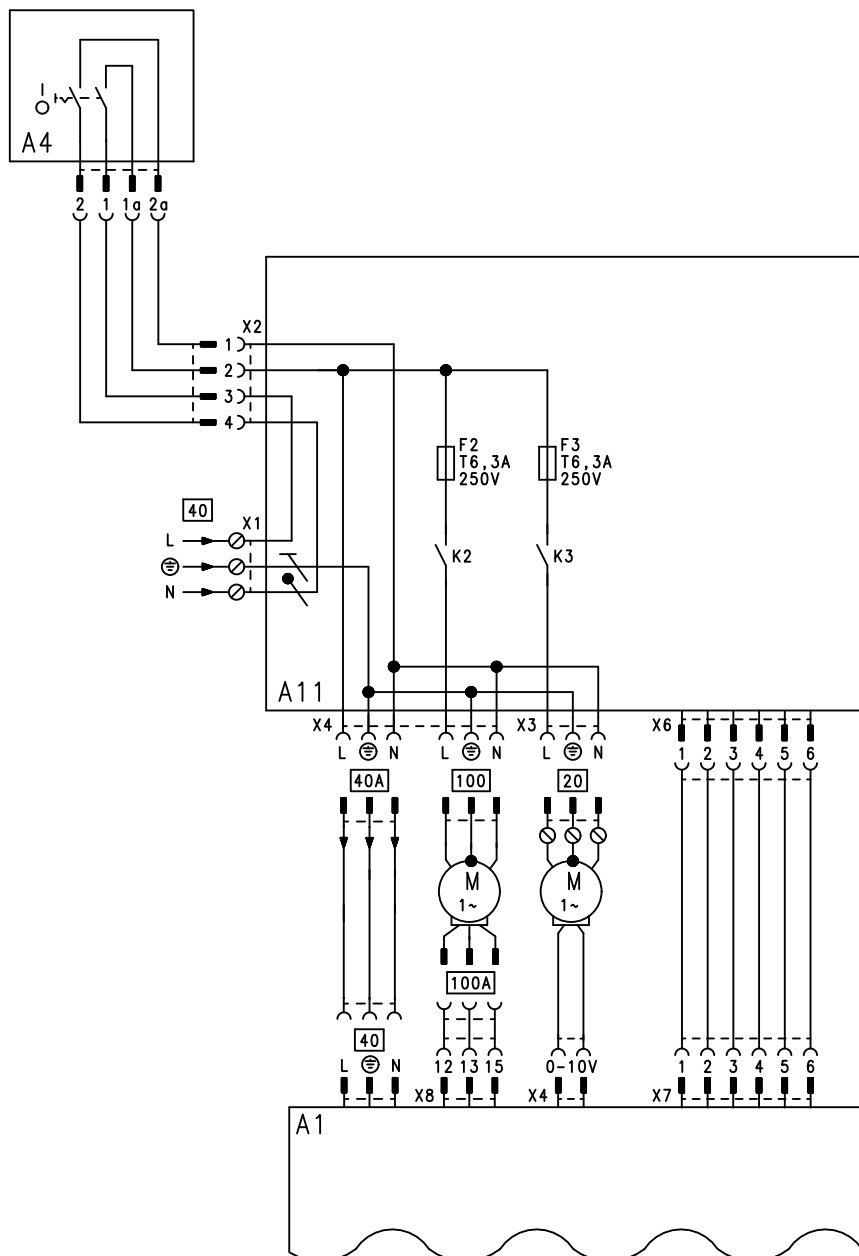 A4
2 1 1a 2a
X2
1
2
3
4
F2
T6,3A
250V
F3
T6,3A
250V
40
X1
L
N
K2 K3
A11
X4 X3 X6
L N L N L N 1 2 3 4 5 6
40A 100 20
M M
1~ 1~
100A
40
L N 12 13 15 0-10V 1 2 3 4 5 6
X8 X4 X7
A1